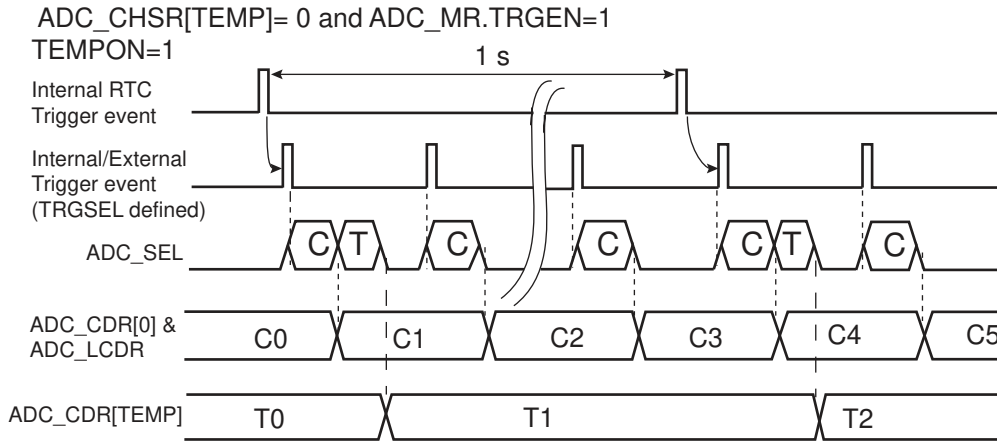 ADC_CHSR[TEMP]= 0 and ADC_MR.TRGEN=1
TEMPON=1
1 s
Internal RTC
Trigger event
Internal/External
Trigger event
(TRGSEL defined)
ADC_SEL
C T C C C T C
ADC_CDR[0] &
ADC_LCDR
C0 C1 C2 C3 C4 C5
ADC_CDR[TEMP]
T0 T1 T2